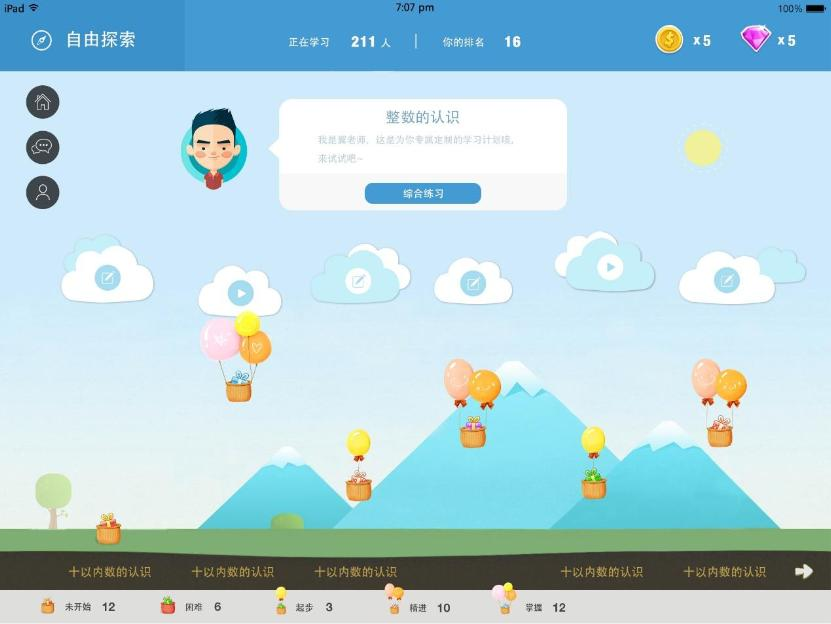 iPad
7:07 pm
100%
自由探索
正在学习 211 人
你的排名 16
x 5
x 5
整数的认识
我是翼老师，这是为你专属定制的学习计划哦，
来试试吧~
综合练习
十以内数的认识
十以内数的认识
十以内数的认识
十以内数的认识
十以内数的认识
未开始 12
困难 6
起步 3
精进 10
掌握 12